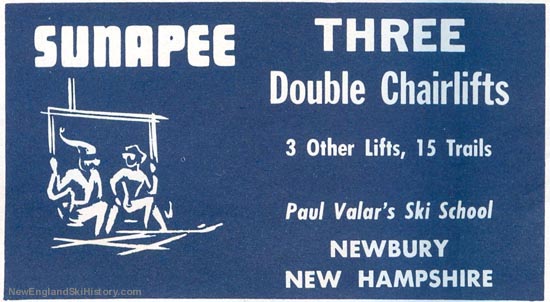 SUNAPEE
THREE
Double Chairlifts
3 Other Lifts, 15 Trails
Paul Valar's Ski School
NEWBURY
NEW HAMPSHIRE
NewEnglandSkiHistory.com